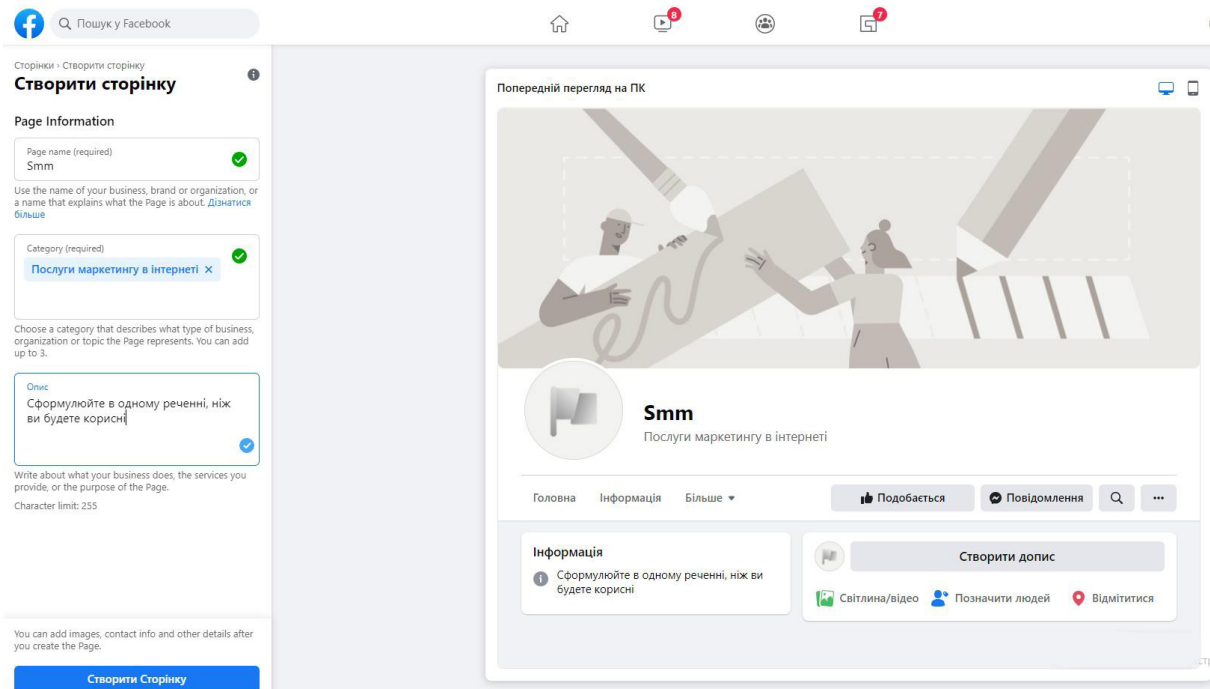 Пошук у Facebook
8
7
Сторінки › Створити сторінку
Створити сторінку
Page Information
Page name (required)
Smm
Use the name of your business, brand or organization, or
a name that explains what the Page is about. Дізнатися
більше
Category (required)
Послуги маркетингу в інтернеті ×
Choose a category that describes what type of business,
organization or topic the Page represents. You can add
up to 3.
Опис
Сформулюйте в одному реченні, ніж
ви будете корисні
Write about what your business does, the services you
provide, or the purpose of the Page.
Character limit: 255
You can add images, contact info and other details after
you create the Page.
Створити Сторінку
Попередній перегляд на ПК
Smm
Послуги маркетингу в інтернеті
Головна Інформація Більше
Подобається Повідомлення
Інформація
Сформулюйте в одному реченні, ніж ви
будете корисні
Створити допис
Світлина/відео Позначити людей Відмітитися